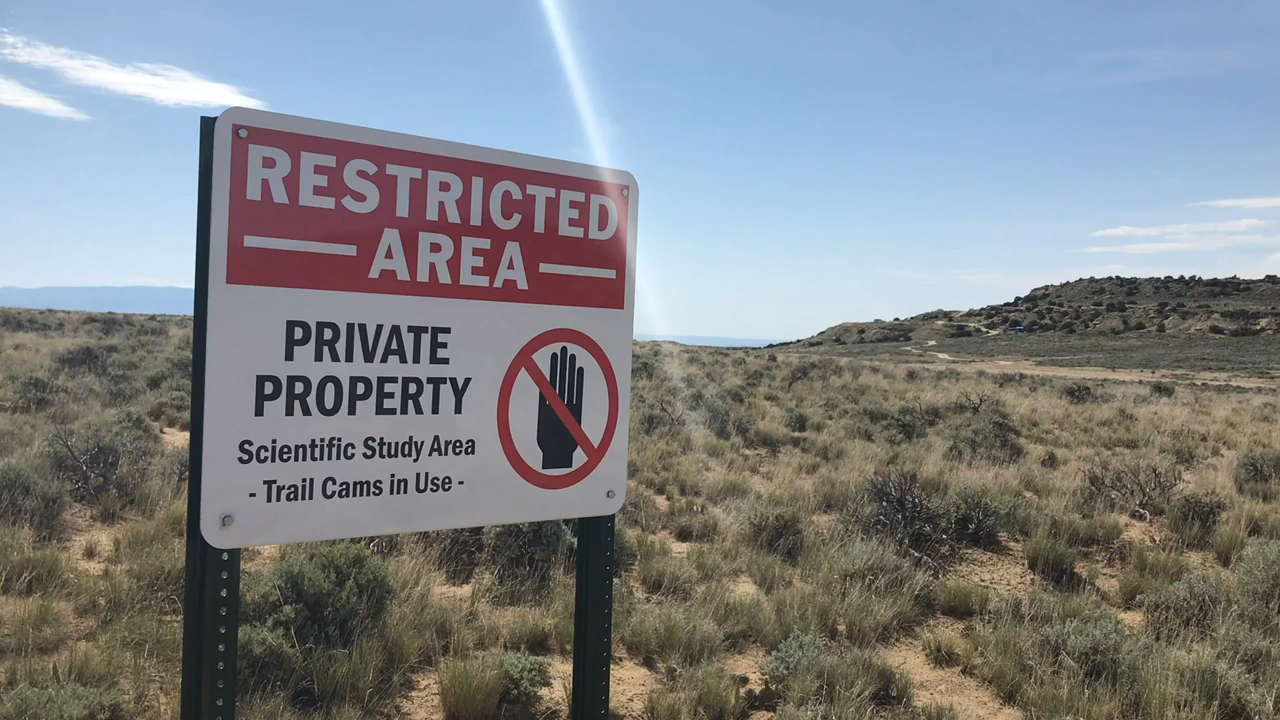 RESTRICTED
AREA
PRIVATE
PROPERTY
Scientific Study Area
- Trail Cams in Use -